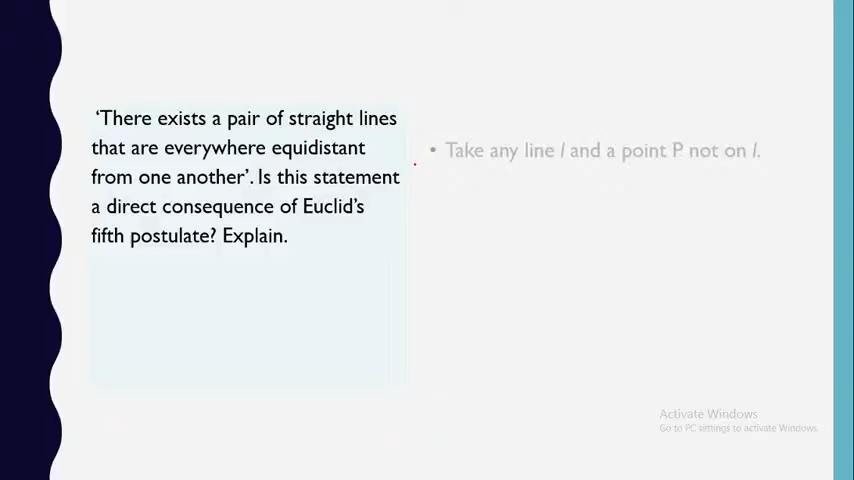 ‘There exists a pair of straight lines
that are everywhere equidistant
from one another’. Is this statement
a direct consequence of Euclid’s
fifth postulate? Explain.
• Take any line l and a point P not on l.
Activate Windows
Go to PC settings to activate Windows.